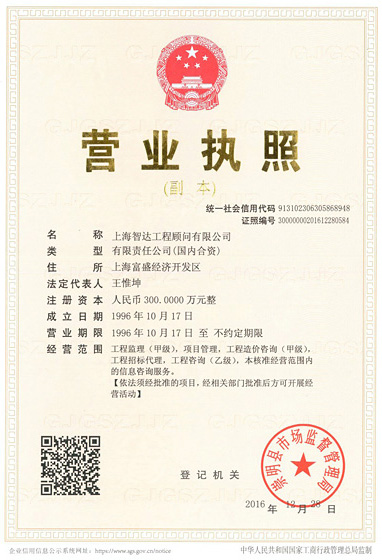 营业执照
(副 本)
统一社会信用代码 913102306305868948
证照编号 30000000201612280584
名 称 上海智达工程顾问有限公司
类 型 有限责任公司(国内合资)
住 所 上海富盛经济开发区
法定代表人 王惟坤
注 册 资 本 人民币300.0000万元整
成 立 日 期 1996年10月17日
营 业 期 限 1996年10月17日 至 不约定期限
经 营 范 围 工程监理（甲级），项目管理，工程造价咨询（甲级），
工程招标代理，工程咨询（乙级），本核准经营范围内
的信息咨询服务。
【依法须经批准的项目，经相关部门批准后方可开展经
营活动】
崇明县市场监督管理局
登 记 机 关
2016 年 12 月 28 日
企业信用信息公示系统网址：https://www.sgs.gov.cn/notice
中华人民共和国国家工商行政管理总局监制